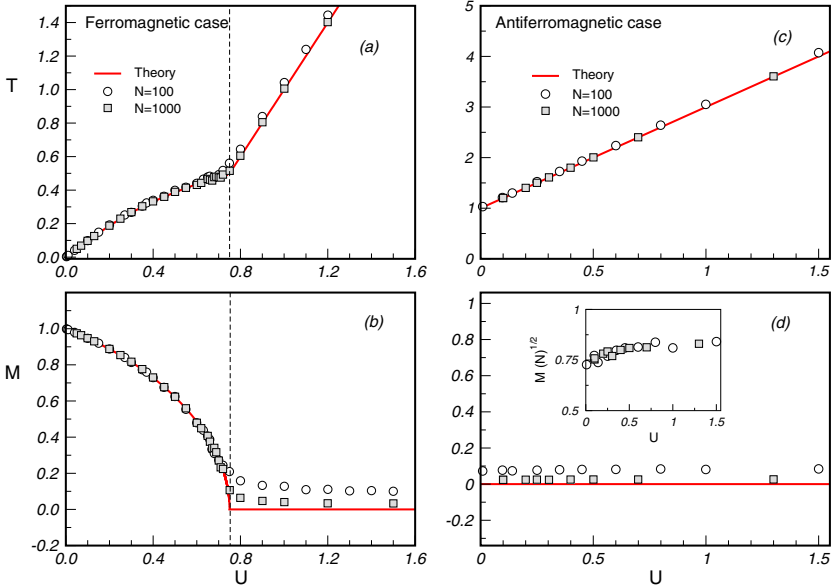 Ferromagnetic case
(a)
T
Theory
N=100
N=1000
1.4
1.2
1.0
0.8
0.6
0.4
0.2
0.0
0.0 0.4 0.8 1.2 1.6
Antiferromagnetic case
(c)
Theory
N=100
N=1000
5
4
3
2
1
0
0 0.5 1 1.5
(b)
M
1.0
0.8
0.6
0.4
0.2
0.0
-0.2
0.0 0.4 0.8 1.2 1.6
U
(d)
1
0.8
0.6
0.4
0.2
0
-0.2
0 0.5 1 1.5
U
M (N)1/2
1
0.75
0.5
0 0.5 1 1.5
U